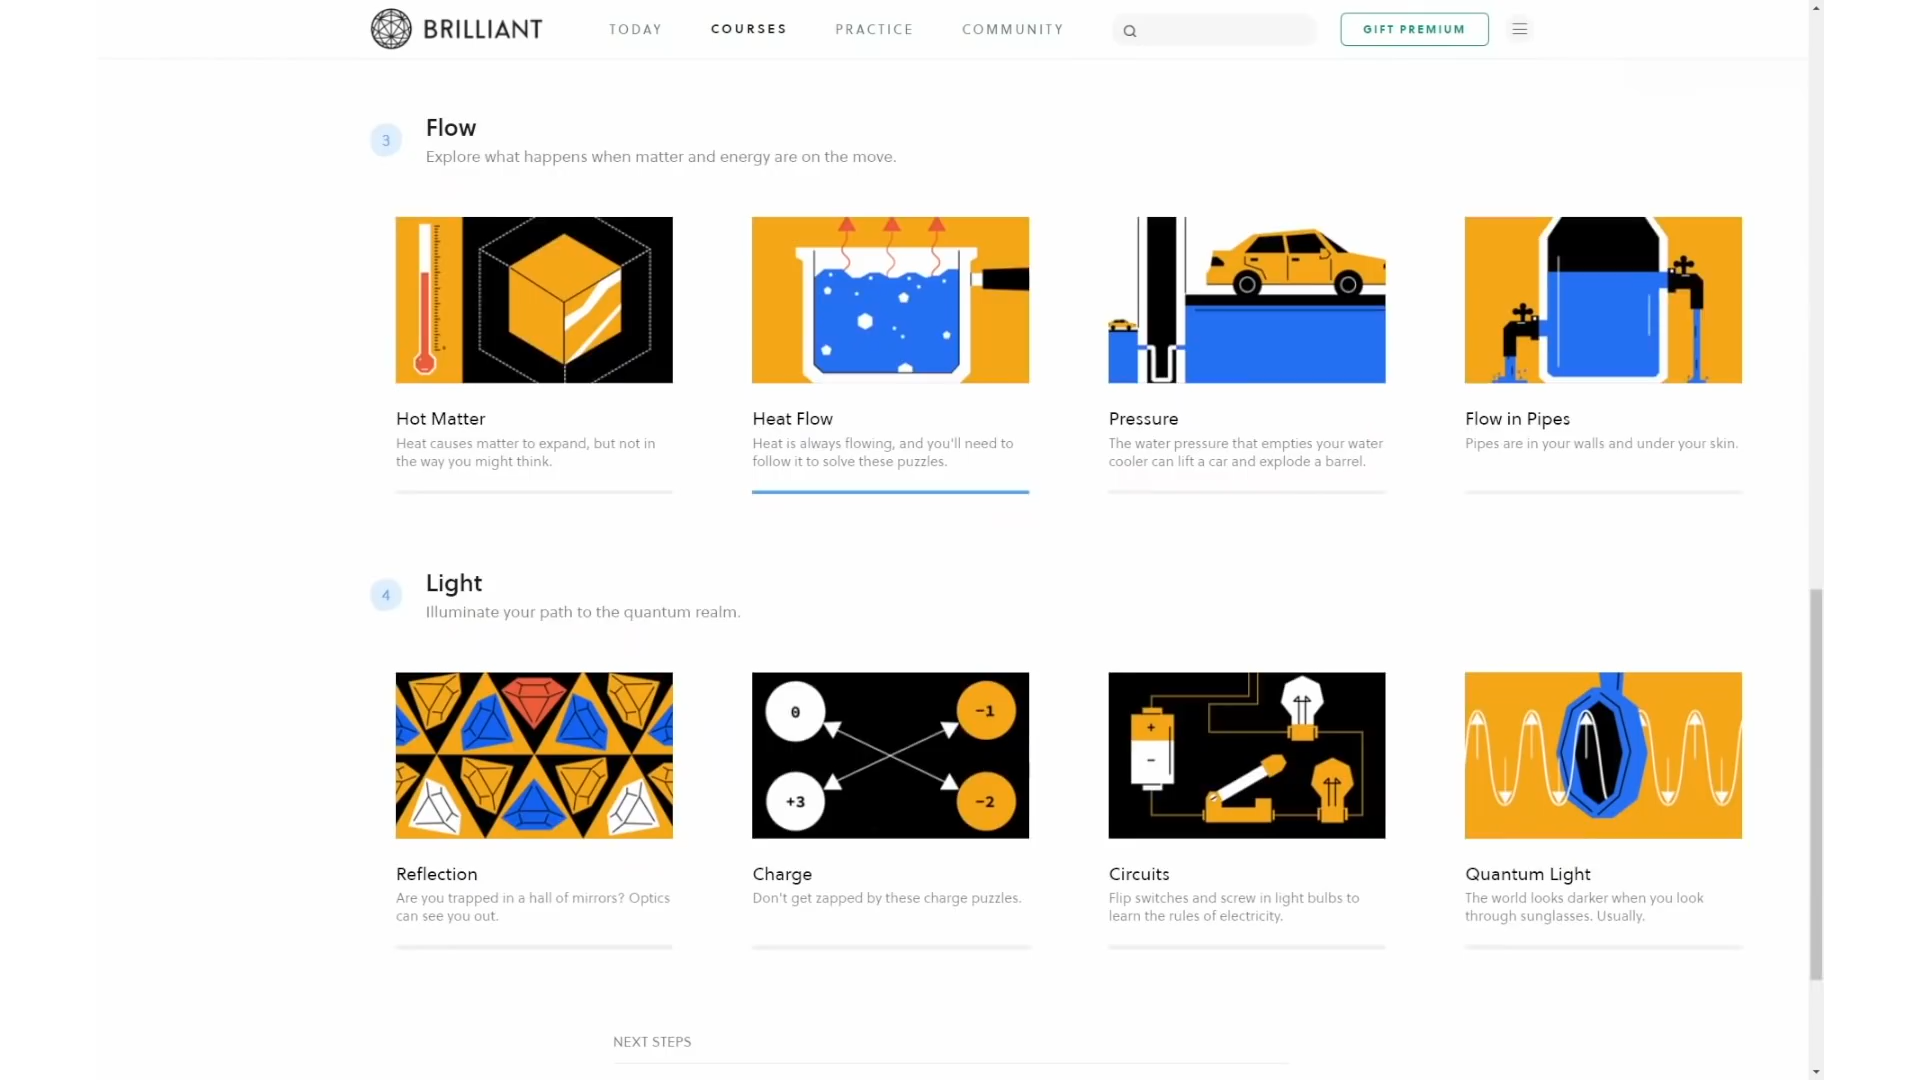 BRILLIANT
TODAY
COURSES
PRACTICE
COMMUNITY
GIFT PREMIUM
3
Flow
Explore what happens when matter and energy are on the move.
Hot Matter
Heat causes matter to expand, but not in
the way you might think.
Heat Flow
Heat is always flowing, and you'll need to
follow it to solve these puzzles.
Pressure
The water pressure that empties your water
cooler can lift a car and explode a barrel.
Flow in Pipes
Pipes are in your walls and under your skin.
4
Light
Illuminate your path to the quantum realm.
0
−1
+3
−2
+
−
Reflection
Are you trapped in a hall of mirrors? Optics
can see you out.
Charge
Don't get zapped by these charge puzzles.
Circuits
Flip switches and screw in light bulbs to
learn the rules of electricity.
Quantum Light
The world looks darker when you look
through sunglasses. Usually.
NEXT STEPS